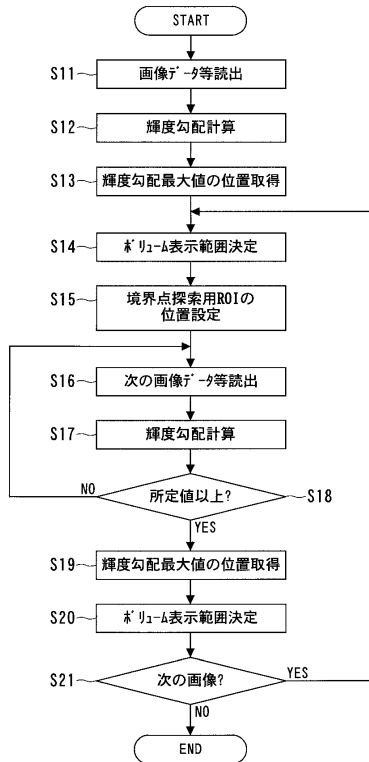 START
S11
画像ﾃﾞｰﾀ等読出
S12
輝度勾配計算
S13
輝度勾配最大値の位置取得
S14
ﾎﾞﾘｭｰﾑ表示範囲決定
S15
境界点探索用ROIの
位置設定
S16
次の画像ﾃﾞｰﾀ等読出
S17
輝度勾配計算
NO
所定値以上?
S18
YES
S19
輝度勾配最大値の位置取得
S20
ﾎﾞﾘｭｰﾑ表示範囲決定
S21
次の画像?
YES
NO
END